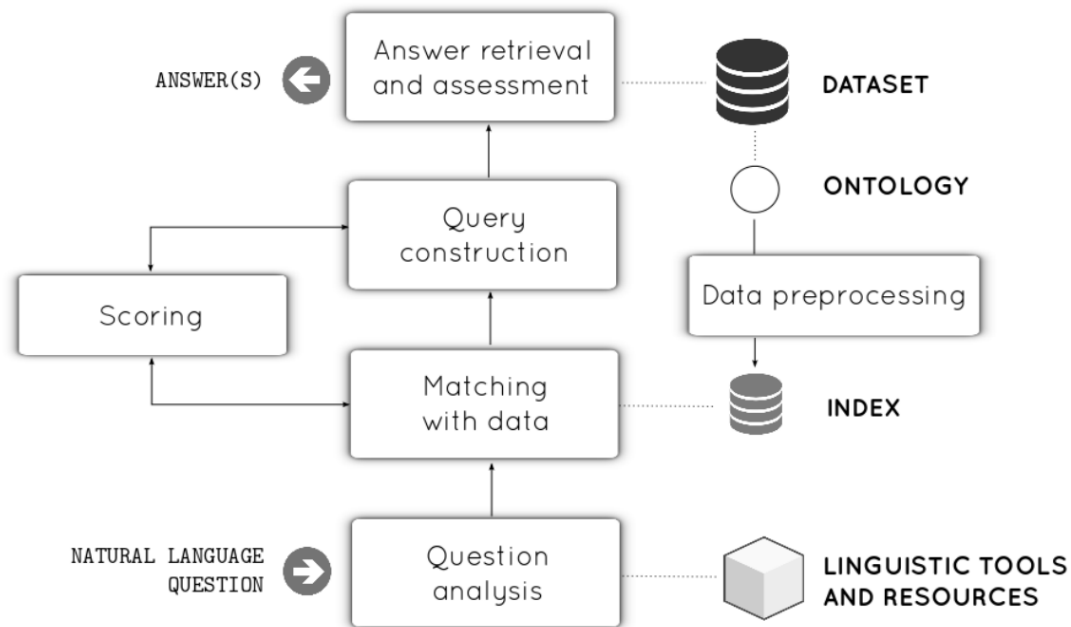 Answer retrieval
and assessment
ANSWER(S)
DATASET
ONTOLOGY
Query
construction
Data preprocessing
Scoring
Matching
with data
INDEX
NATURAL LANGUAGE
QUESTION
Question
analysis
LINGUISTIC TOOLS
AND RESOURCES